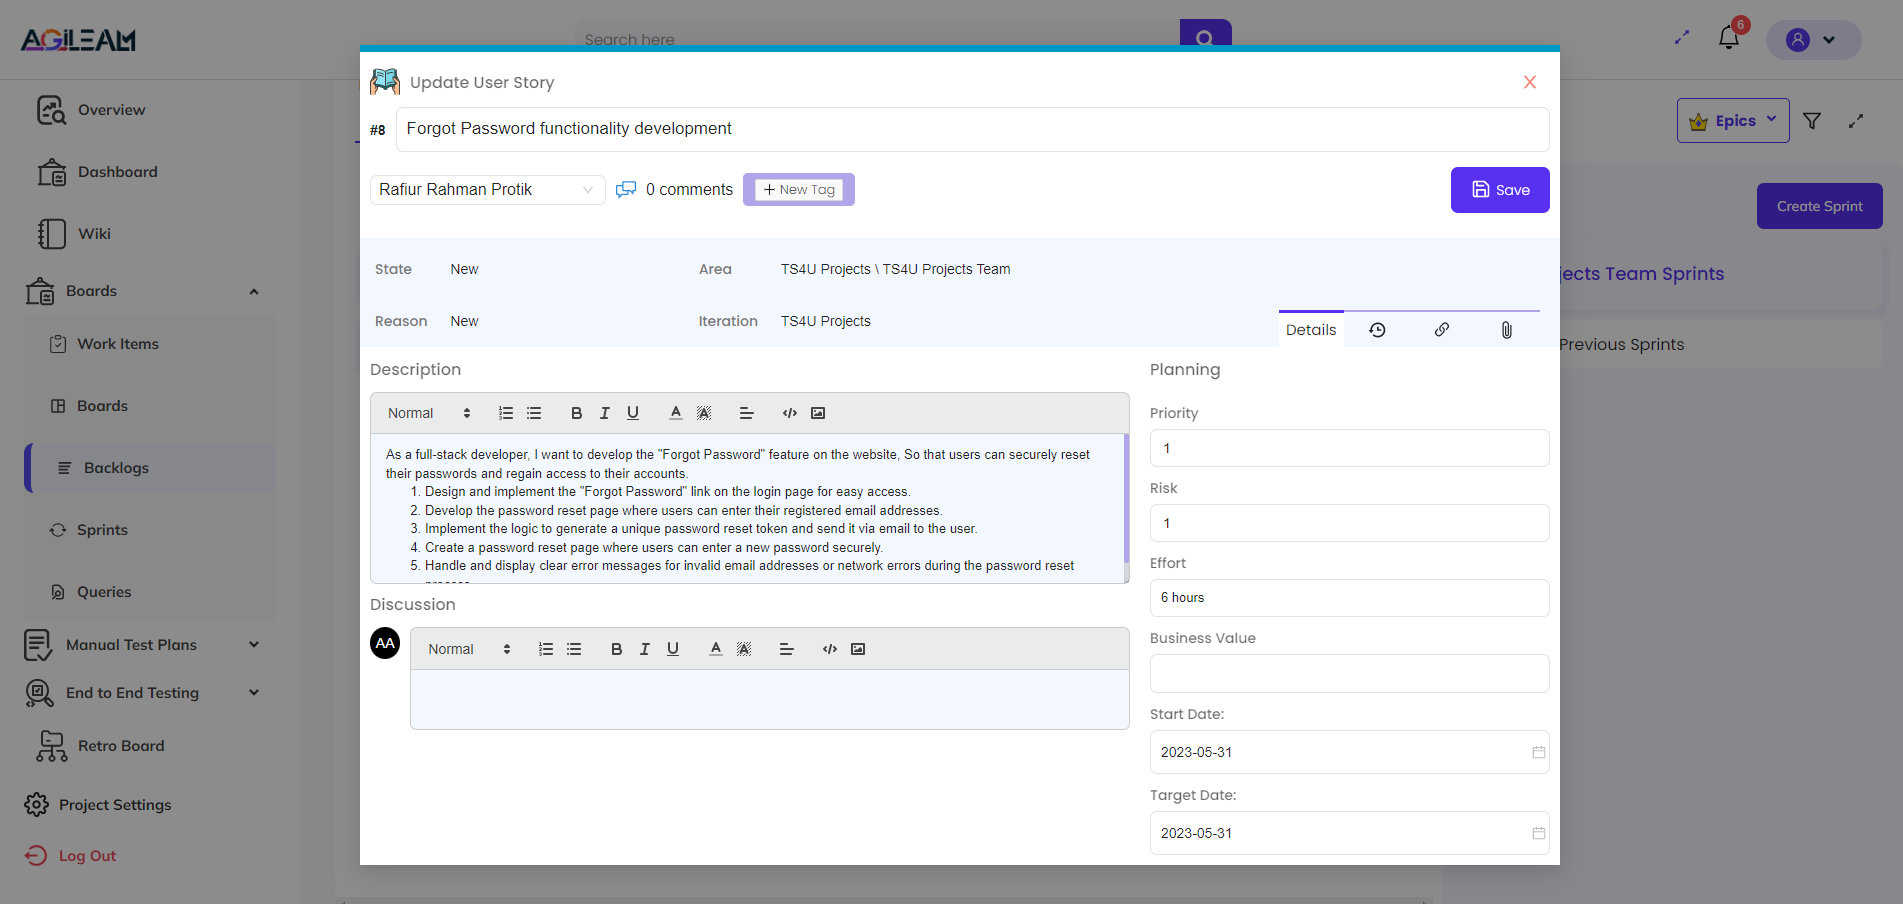 AGiLEAM
Search here
6
Overview
Dashboard
Wiki
Boards
Work Items
Boards
Backlogs
Sprints
Queries
Manual Test Plans
End to End Testing
Retro Board
Project Settings
Log Out
Update User Story
#8 Forgot Password functionality development
Rafiur Rahman Protik 0 comments + New Tag Save
State New Area TS4U Projects \ TS4U Projects Team
Reason New Iteration TS4U Projects
Details
Description
Normal
As a full-stack developer, I want to develop the "Forgot Password" feature on the website, So that users can securely reset
their passwords and regain access to their accounts.
1. Design and implement the "Forgot Password" link on the login page for easy access.
2. Develop the password reset page where users can enter their registered email addresses.
3. Implement the logic to generate a unique password reset token and send it via email to the user.
4. Create a password reset page where users can enter a new password securely.
5. Handle and display clear error messages for invalid email addresses or network errors during the password reset
Discussion
AA
Normal
Planning
Priority
1
Risk
1
Effort
6 hours
Business Value
Start Date:
2023-05-31
Target Date:
2023-05-31
Epics
Create Sprint
jects Team Sprints
Previous Sprints